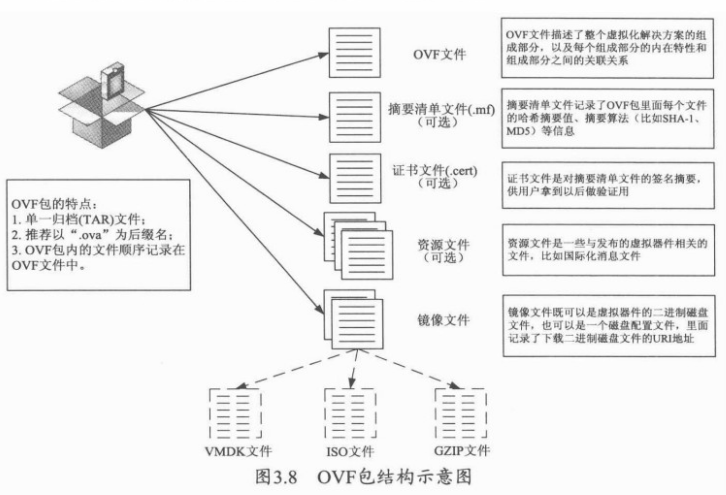 OVF文件
OVF文件描述了整个虚拟化解决方案的组
成部分，以及每个组成部分的内在特性和
组成部分之间的关联关系
摘要清单文件(.mf)
（可选）
摘要清单文件记录了OVF包里面每个文件
的哈希摘要值、摘要算法（比如SHA-1、
MD5）等信息
证书文件(.cert)
（可选）
证书文件是对摘要清单文件的签名摘要，
供用户拿到以后做验证用
OVF包的特点：
1. 单一归档(TAR)文件；
2. 推荐以“.ova”为后缀名；
3. OVF包内的文件顺序记录在
OVF文件中。
资源文件
（可选）
资源文件是一些与发布的虚拟器件相关的
文件，比如国际化消息文件
镜像文件
镜像文件既可以是虚拟器件的二进制磁盘
文件，也可以是一个磁盘配置文件，里面
记录了下载二进制磁盘文件的URI地址
VMDK文件
ISO文件
GZIP文件
图3.8 OVF包结构示意图